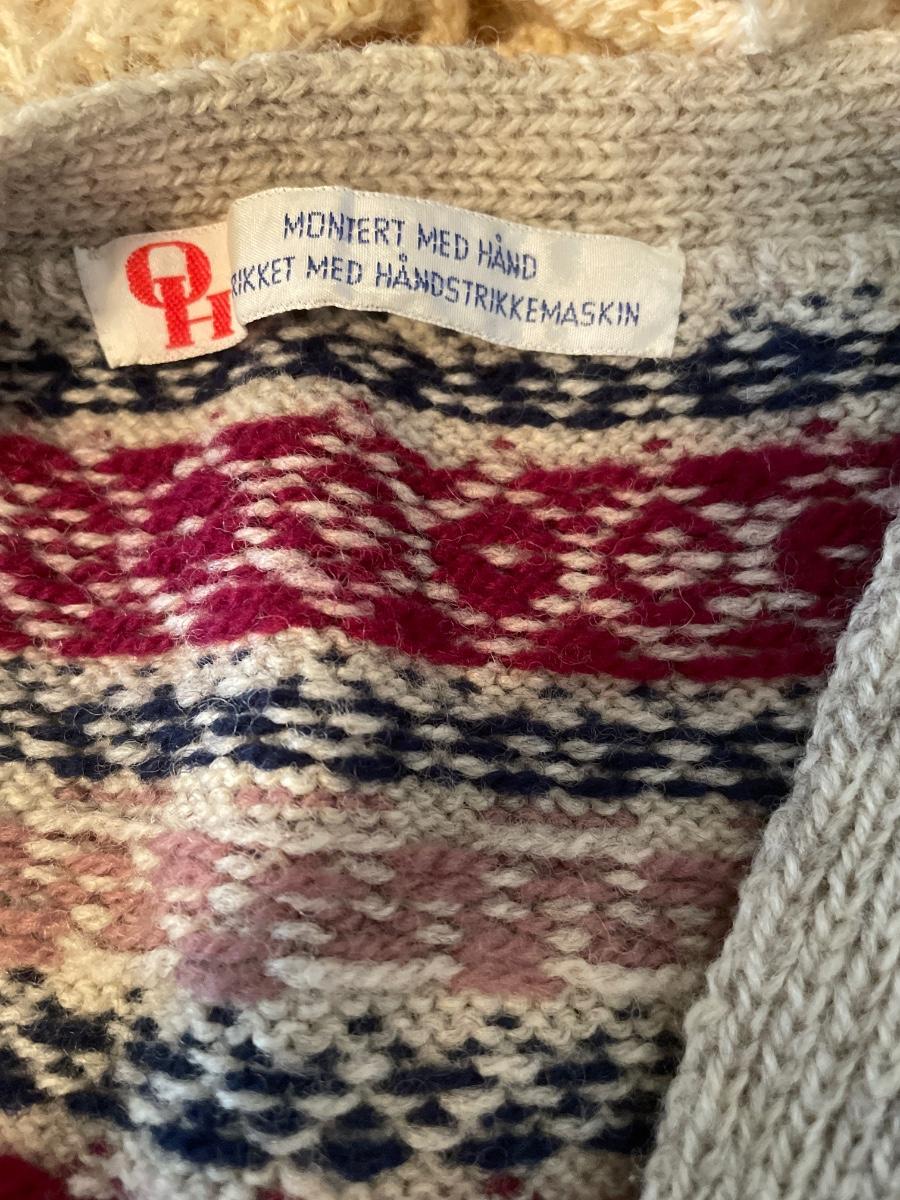 OH
MONTERT MED HÅND
RIKKET MED HÅNDSTRIKKEMASKIN